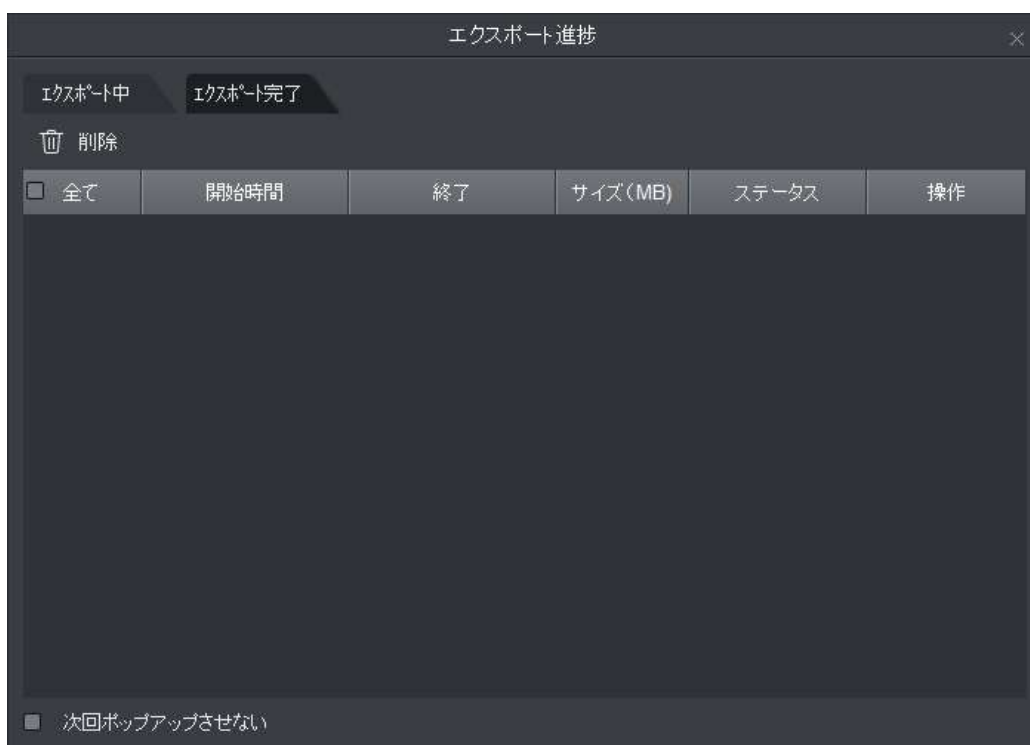 エクスポート進捗
ｴｸｽﾎﾟｰﾄ中 ｴｸｽﾎﾟｰﾄ完了
削除
全て 開始時間 終了 サイズ(MB) ステータス 操作
次回ポップアップさせない